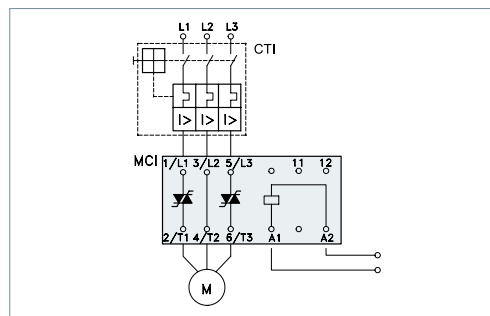 L1 L2 L3
CTI
I> I> I>
MCI 1/L1 3/L2 5/L3 11 12
2/T1 4/T2 6/T3 A1 A2
M